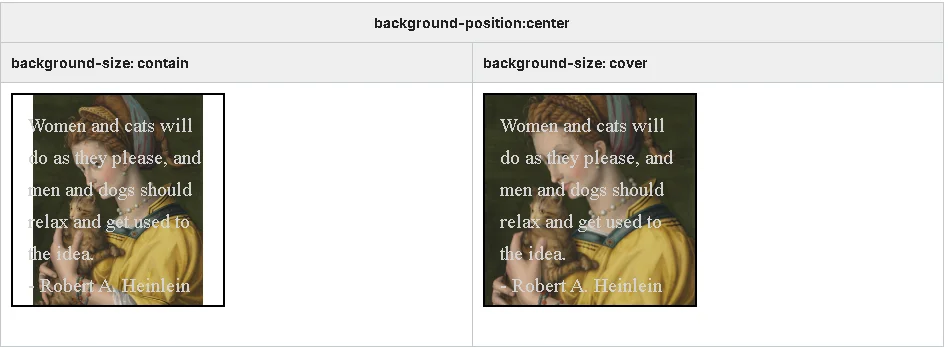 background-position:center
background-size: contain
background-size: cover
Women and cats will
do as they please, and
men and dogs should
relax and get used to
the idea.
- Robert A. Heinlein
Women and cats will
do as they please, and
men and dogs should
relax and get used to
the idea.
- Robert A. Heinlein